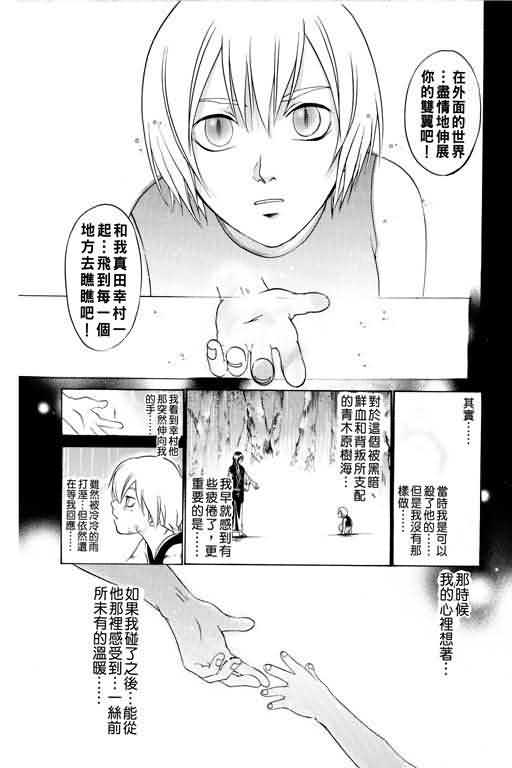 在外面的世界
…盡情地伸展
你的雙翼吧！
和我真田幸村一
起…飛到每一個
地方去瞧瞧吧！
其實……
當時我是可以
殺了他的……
但是我沒有那
樣做……
對於這個被黑暗、
鮮血和背叛所支配
的青木原樹海…
我早就感到有
些疲倦了，更
重要的是……
我看到幸村他
那突然伸向我
的手……
雖然被冷冷的雨
打溼…但依然還
在等我回應……
那時候
我的心裡想著…
如果我碰了之後…能從
他那裡感受到…一絲前
所未有的溫暖……